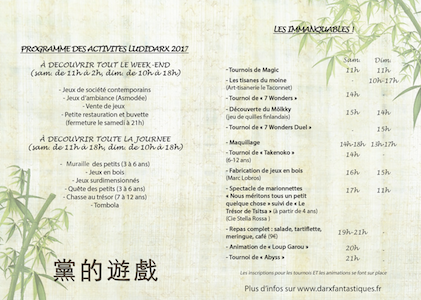 PROGRAMME DES ACTIVITES LUDIDARX 2017
À DECOUVRIR TOUT LE WEEK-END
(sam. de 11h à 2h, dim. de 10h à 18h)
- Jeux de société contemporains
- Jeux d'ambiance (Asmodée)
- Vente de jeux
- Petite restauration et buvette
(fermeture le samedi à 21h)
À DECOUVRIR TOUTE LA JOURNEE
(sam. de 11h à 18h, dim. de 10h à 18h)
- Muraille des petits (3 à 6 ans)
- Jeux en bois
- Jeux surdimensionnés
- Quête des petits (3 à 6 ans)
- Chasse au trésor (7 à 12 ans)
- Tombola
黨的遊戲
LES IMMANQUABLES !
Sam. Dim.
- Tournois de Magic 11h 11h
- Les tisanes du moine 10h-17h
(Art-tisanerie le Taconnet)
- Tournoi de « 7 Wonders » 14h .
- Découverte du Mölkky 15h 14h
(jeu de quilles finlandais)
- Tournoi de « 7 Wonders Duel » . 15h
- Maquillage 14h-18h 13h-17h
- Tournoi de « Takenoko » 14h
(6-12 ans)
- Fabrication de jeux en bois 16h 15h
(Marc Lobros)
- Spectacle de marionnettes 17h 11h
« Nous méritons tous un petit
quelque chose » suivi de « Le
Trésor de Tsitsa » (à partir de 4 ans)
(Cie Stella Rossa )
- Repas complet : salade, tartiflette, 19h-21h
meringue, café (9€)
- Animation de « Loup Garou » 20h
- Tournoi de « Abyss » 21h
Les inscriptions pour les tournois ET les animations se font sur place
Plus d'infos sur www.darxfantastiques.fr